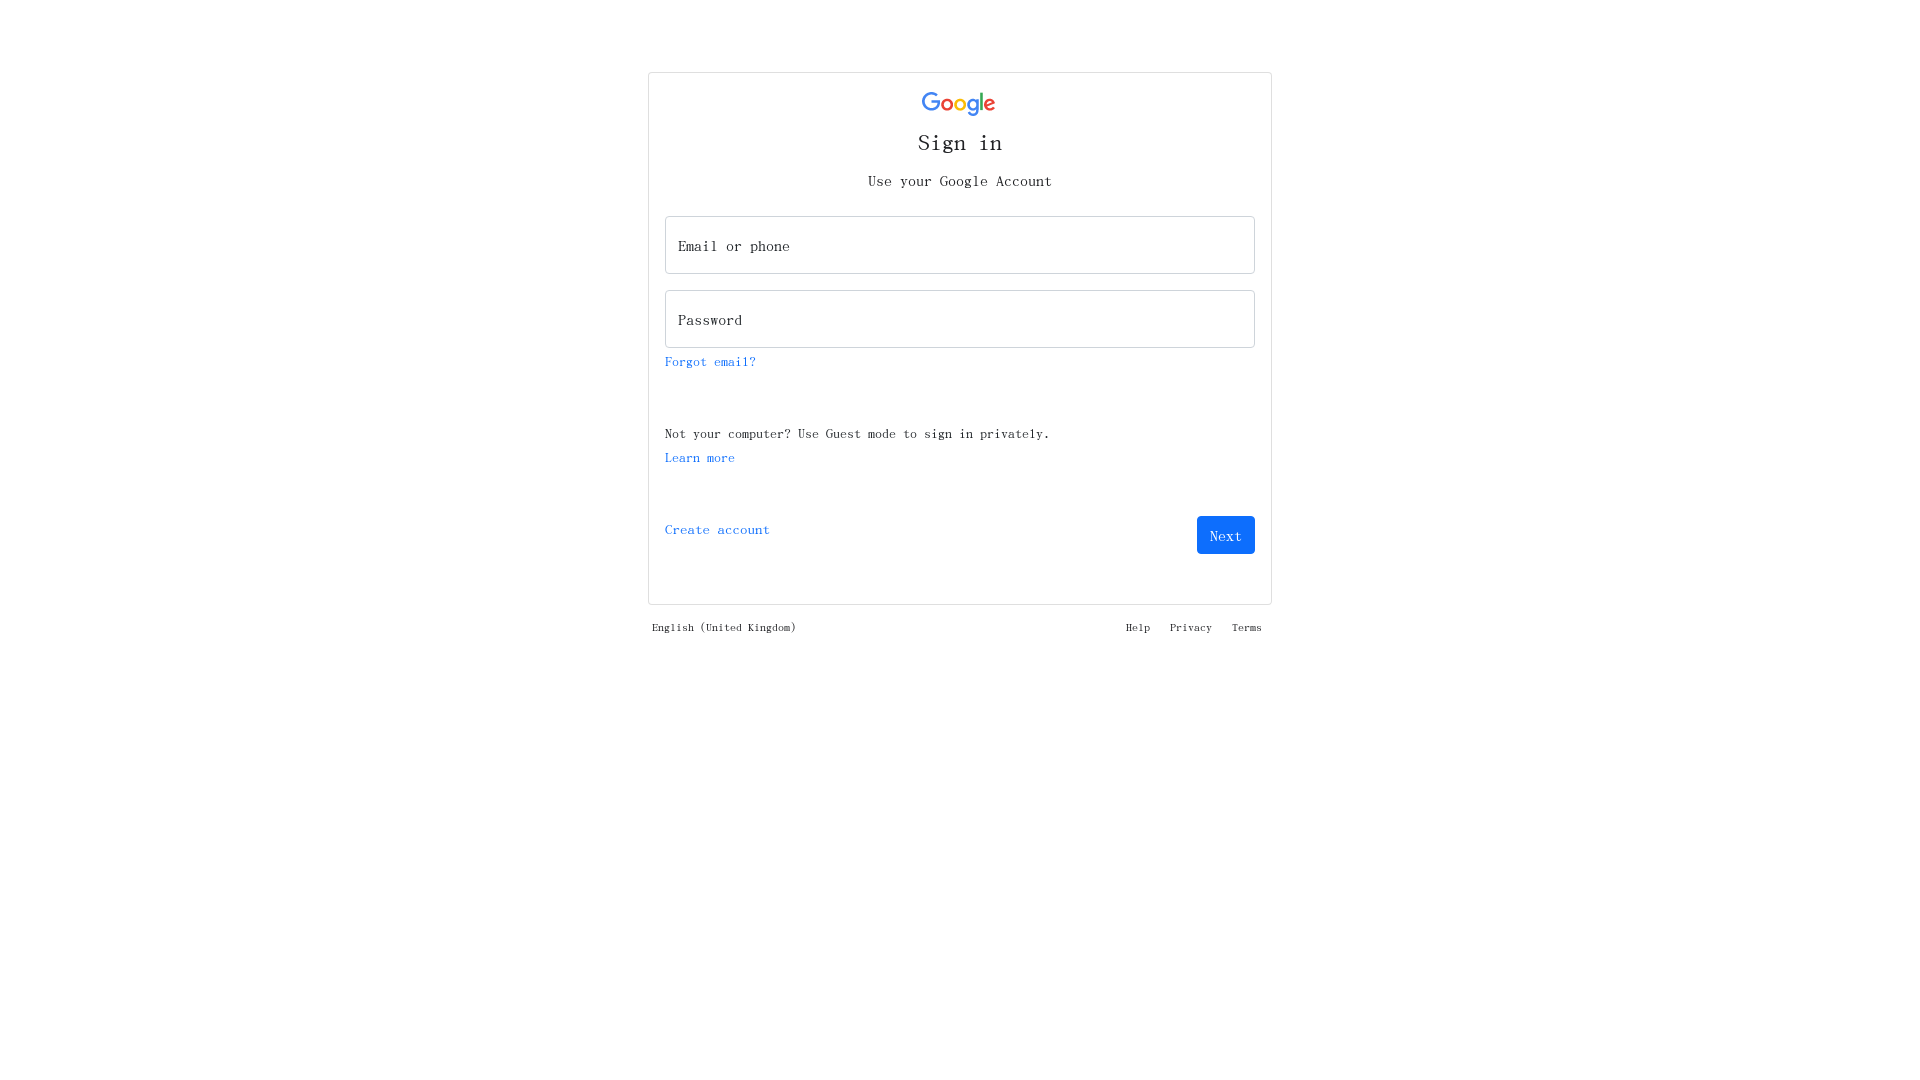 Google
Sign in
Use your Google Account
Email or phone
Password
Forgot email?
Not your computer? Use Guest mode to sign in privately.
Learn more
Create account
Next
English (United Kingdom)
Help Privacy Terms